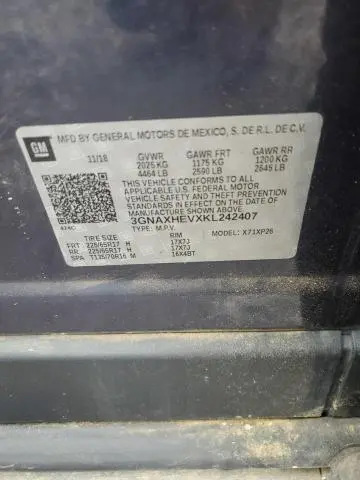 GM
MFD BY GENERAL MOTORS DE MEXICO, S. DE R.L. DE C.V.
11/18 GVWR GAWR FRT GAWR RR
2025 KG 1175 KG 1200 KG
4464 LB 2590 LB 2645 LB
THIS VEHICLE CONFORMS TO ALL
APPLICABLE U.S. FEDERAL MOTOR VEHICLE
SAFETY AND THEFT PREVENTION
STANDARDS IN EFFECT ON THE DATE OF
MANUFACTURE SHOWN ABOVE.
3GNAXHEVXKL242407
TYPE: M.P.V. MODEL: X71XP26
TIRE SIZE RIM
FRT 225/65R17 H 17X7J
RR 225/65R17 H 17X7J
SPA T135/70R16 M 16X4BT